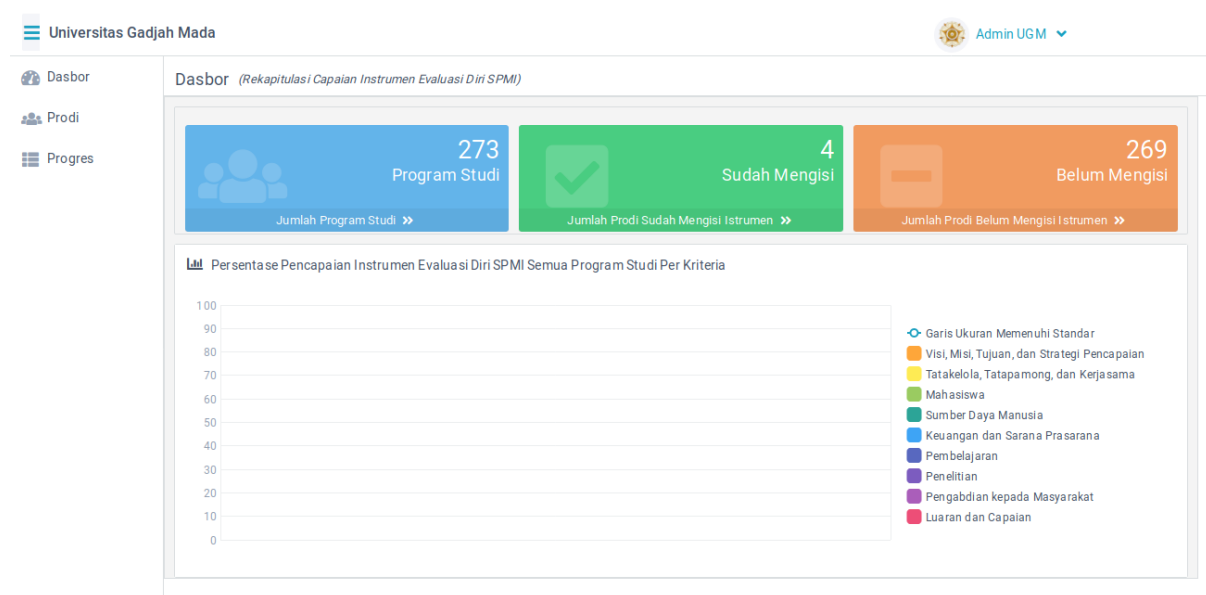 Universitas Gadjah Mada
Admin UGM
Dasbor
Prodi
Progres
Dasbor (Rekapitulasi Capaian Instrumen Evaluasi Diri SPMI)
273
Program Studi
Jumlah Program Studi
4
Sudah Mengisi
Jumlah Prodi Sudah Mengisi Istrumen
269
Belum Mengisi
Jumlah Prodi Belum Mengisi Istrumen
Persentase Pencapaian Instrumen Evaluasi Diri SPMI Semua Program Studi Per Kriteria
100
90
80
70
60
50
40
30
20
10
0
Garis Ukuran Memenuhi Standar
Visi, Misi, Tujuan, dan Strategi Pencapaian
Tatakelola, Tatapamong, dan Kerjasama
Mahasiswa
Sumber Daya Manusia
Keuangan dan Sarana Prasarana
Pembelajaran
Penelitian
Pengabdian kepada Masyarakat
Luaran dan Capaian